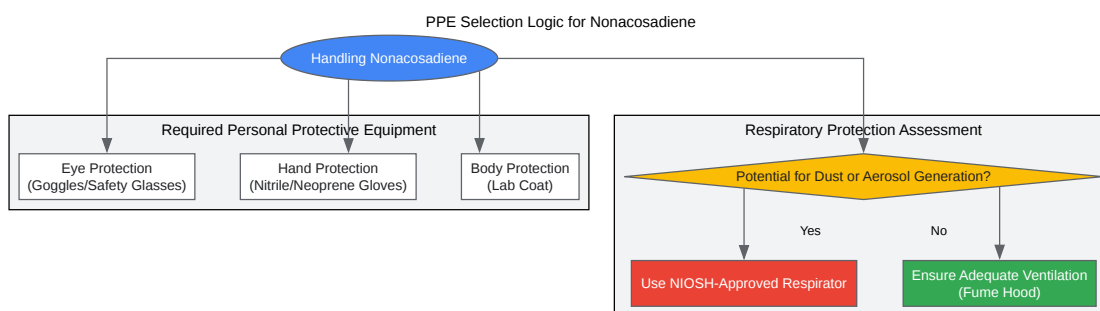 PPE Selection Logic for Nonacosadiene
Handling Nonacosadiene
Required Personal Protective Equipment
Eye Protection
(Goggles/Safety Glasses)
Hand Protection
(Nitrile/Neoprene Gloves)
Body Protection
(Lab Coat)
Respiratory Protection Assessment
Potential for Dust or Aerosol Generation?
Yes
No
Use NIOSH-Approved Respirator
Ensure Adequate Ventilation
(Fume Hood)